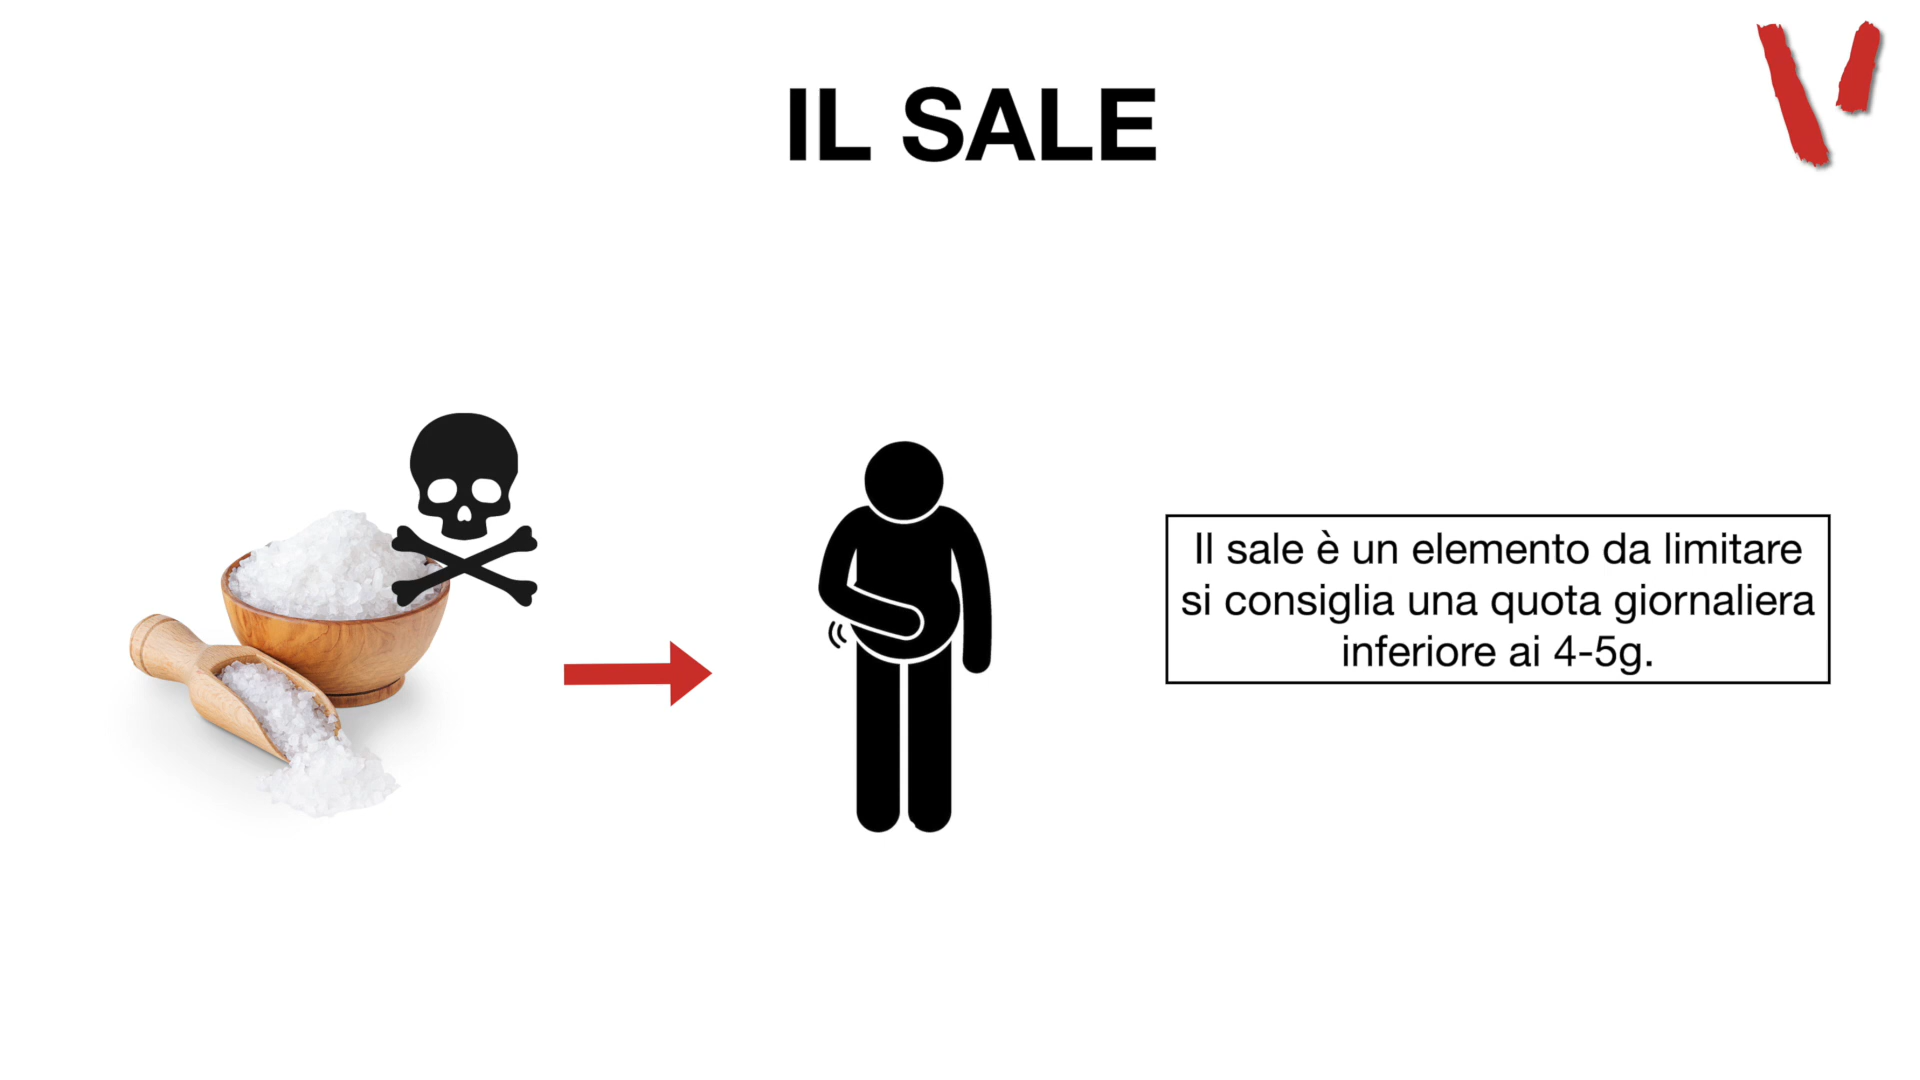 IL SALE
Il sale è un elemento da limitare
si consiglia una quota giornaliera
inferiore ai 4-5g.